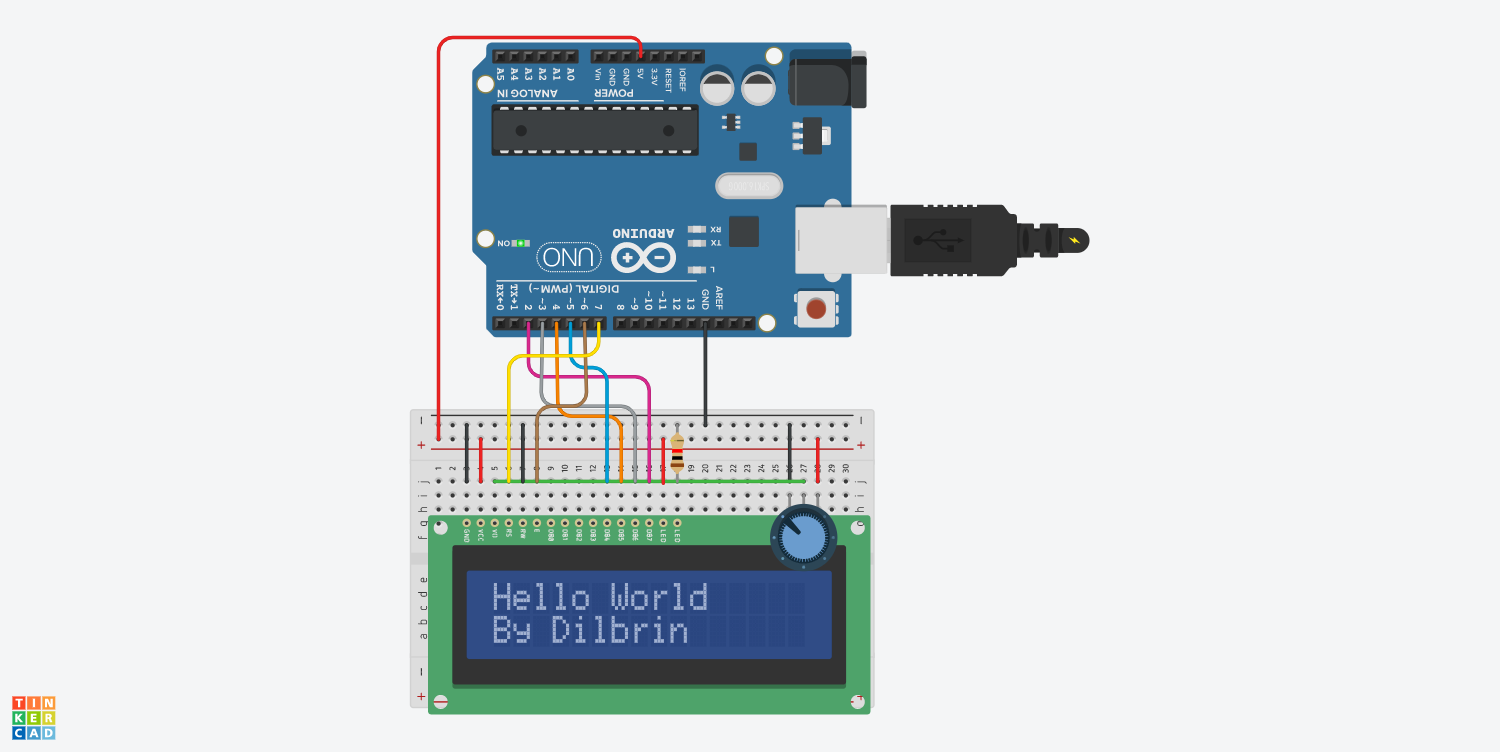 A5 A4 A3 A2 A1 A0
Vin GND GND 5V 3.3V RESET IOREF
ANALOG IN POWER
RX
TX
ON
ARDUINO
UNO
L
DIGITAL (PWM~)
RX←0 TX→1 2 ~3 4 ~5 ~6 7 8 ~9 ~10 ~11 12 13 GND AREF
− −
+ +
1 2 3 4 5 6 7 8 9 10 11 12 13 14 15 16 17 18 19 20 21 22 23 24 25 26 27 28 29 30
j j
i i
h h
g
f
GND VCC V0 RS RW E DB0 DB1 DB2 DB3 DB4 DB5 DB6 DB7 LED LED
e
d
c
b
a
Hello World
By Dilbrin
−
+ +
TIN
KER
CAD